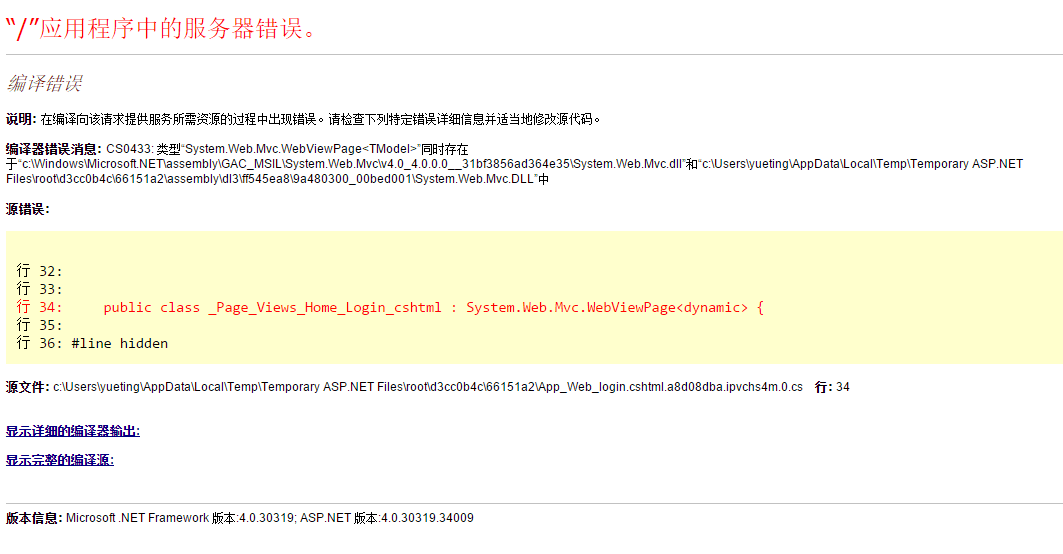 “/”应用程序中的服务器错误。
编译错误
说明: 在编译向该请求提供服务所需资源的过程中出现错误。请检查下列特定错误详细信息并适当地修改源代码。
编译器错误消息: CS0433: 类型“System.Web.Mvc.WebViewPage<TModel>”同时存在
于“c:\Windows\Microsoft.NET\assembly\GAC_MSIL\System.Web.Mvc\v4.0_4.0.0.0__31bf3856ad364e35\System.Web.Mvc.dll”和“c:\Users\yueting\AppData\Local\Temp\Temporary ASP.NET
Files\root\d3cc0b4c\66151a2\assembly\dl3\ff545ea8\9a480300_00bed001\System.Web.Mvc.DLL”中
源错误:
行 32:
行 33:
行 34:     public class _Page_Views_Home_Login_cshtml : System.Web.Mvc.WebViewPage<dynamic> {
行 35:
行 36: #line hidden
源文件: c:\Users\yueting\AppData\Local\Temp\Temporary ASP.NET Files\root\d3cc0b4c\66151a2\App_Web_login.cshtml.a8d08dba.ipvchs4m.0.cs    行: 34
显示详细的编译器输出:
显示完整的编译源:
版本信息: Microsoft .NET Framework 版本:4.0.30319; ASP.NET 版本:4.0.30319.34009